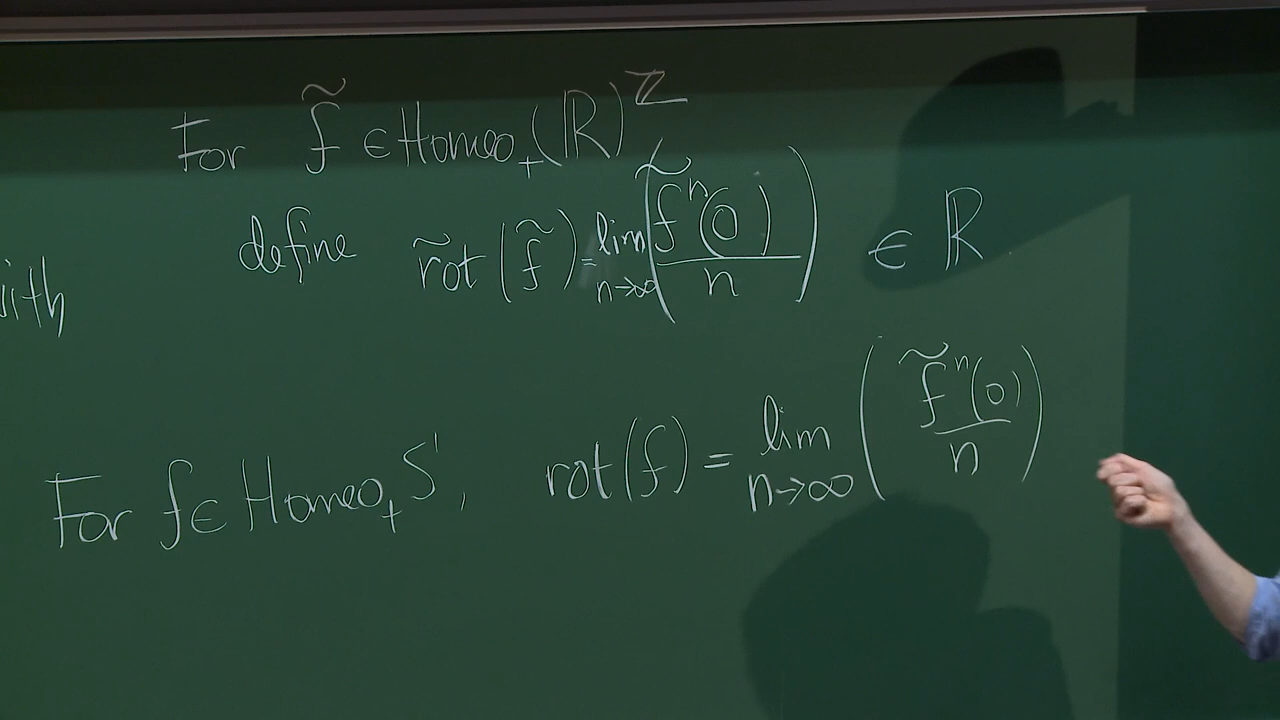 For f̃ ∈ Homeo₊(ℝ)^ℤ
define r̃ot(f̃) = lim_{n→∞} (f̃ⁿ(0)/n) ∈ ℝ
with
For f ∈ Homeo₊ S¹, rot(f) = lim_{n→∞} (f̃ⁿ(0)/n)